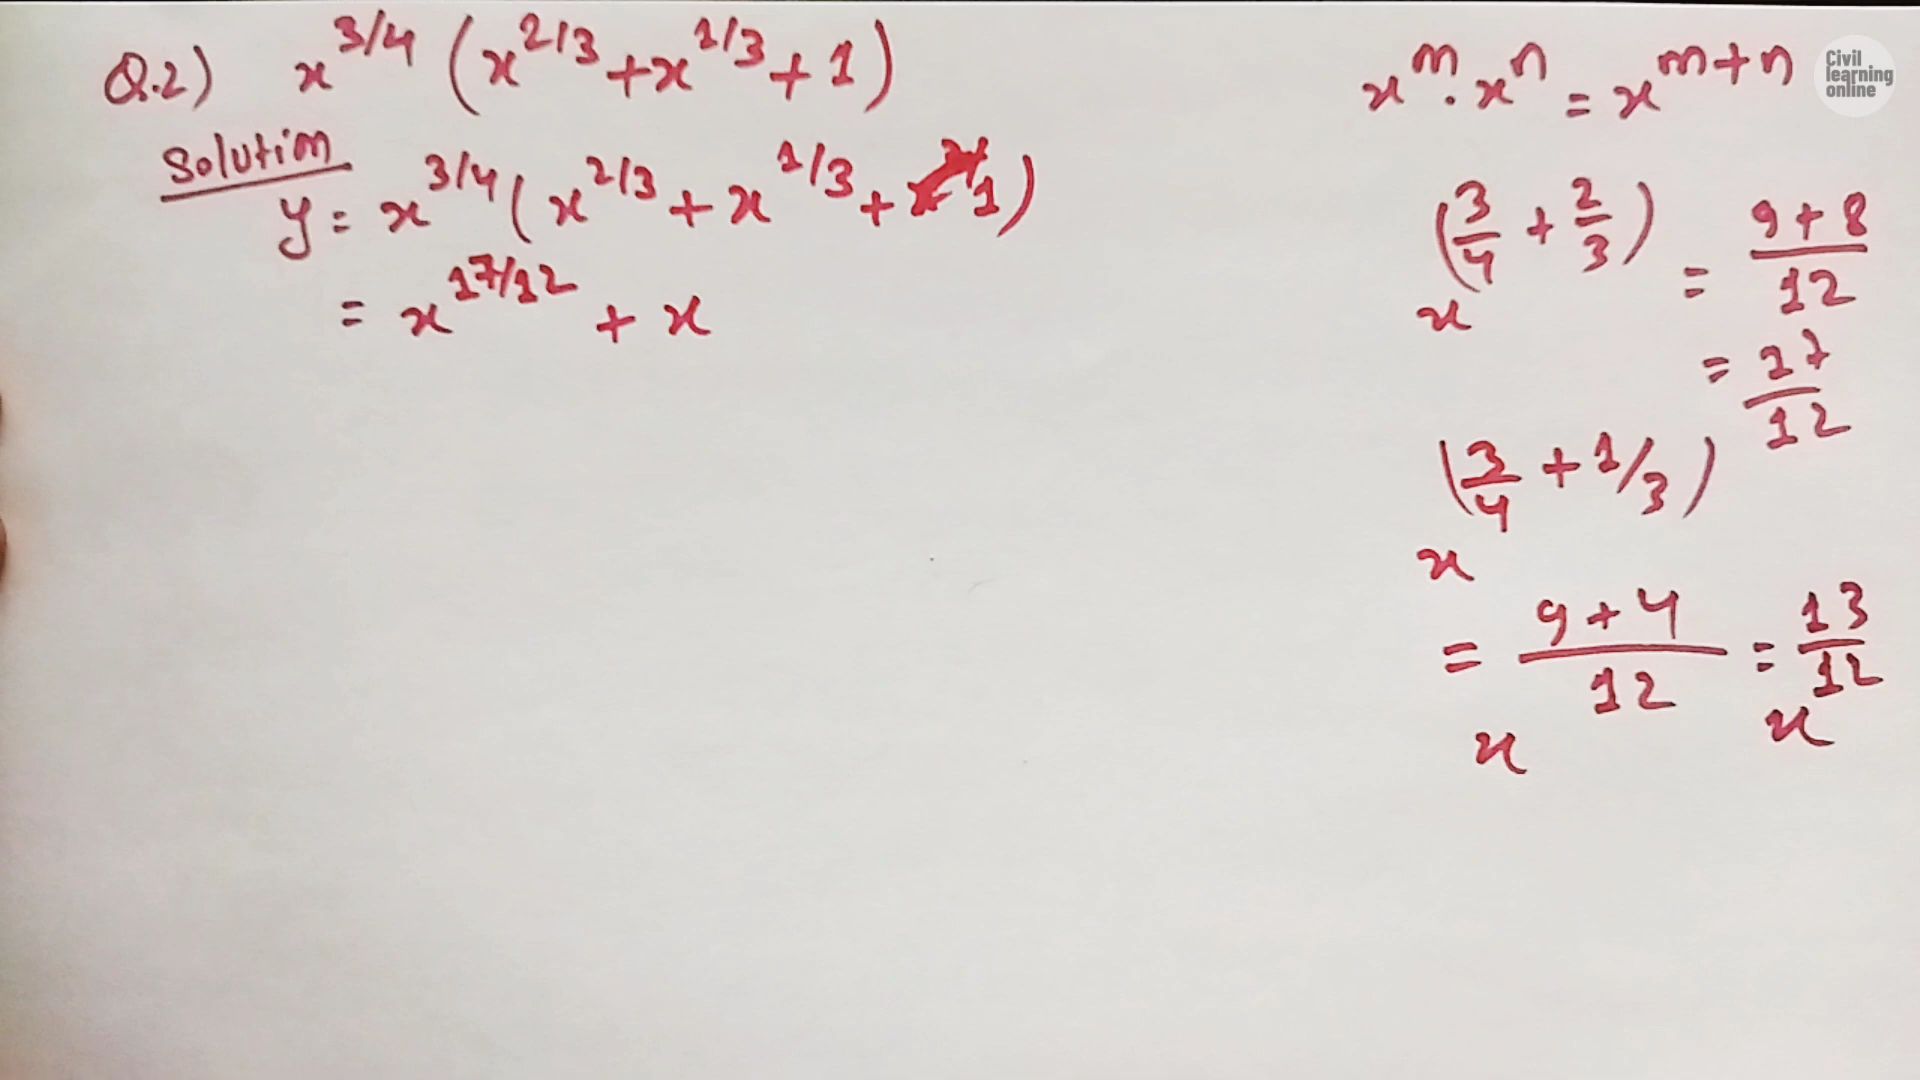 Q.2) x^{3/4} (x^{2/3} + x^{1/3} + 1)
Solution
y = x^{3/4} (x^{2/3} + x^{1/3} + 1)
= x^{17/12} + x
x^m . x^n = x^{m+n}
x^{(3/4 + 2/3)} = 9+8/12
= 17/12
x^{(3/4 + 1/3)}
= x^{9+4/12} = x^{13/12}
Civil
learning
online